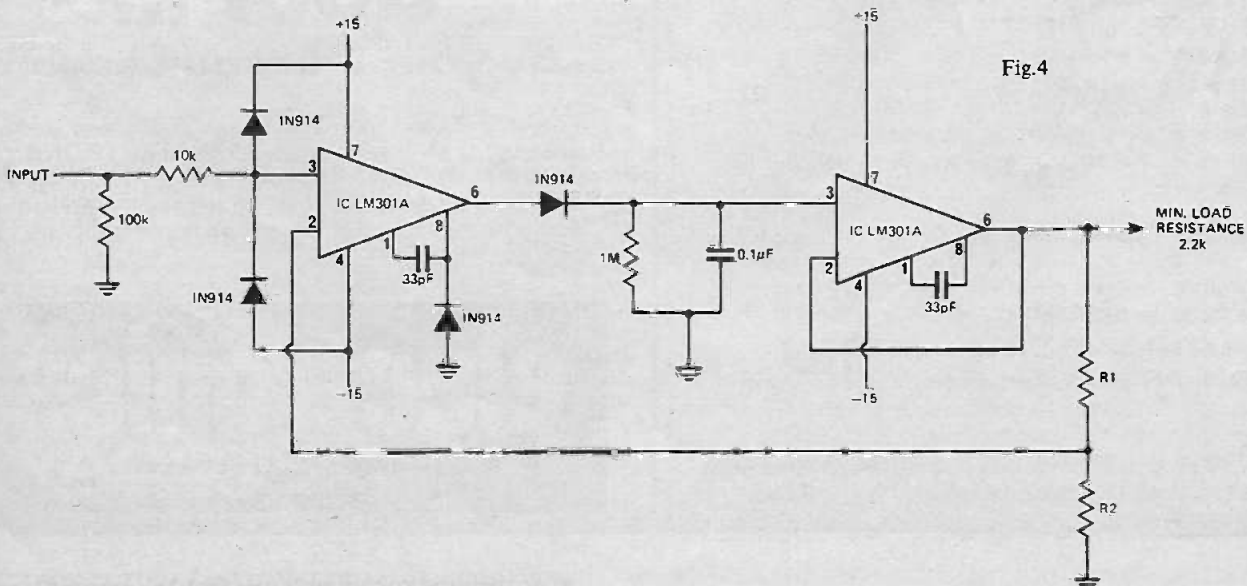 +15
+15
Fig.4
1N914
10k
7
7
INPUT
3
6
1N914
3
6
MIN. LOAD
RESISTANCE
2.2k
IC LM301A
IC LM301A
100k
2
8
1M
0.1µF
2
8
1
1
4
4
33pF
33pF
1N914
1N914
R1
−15
−15
R2